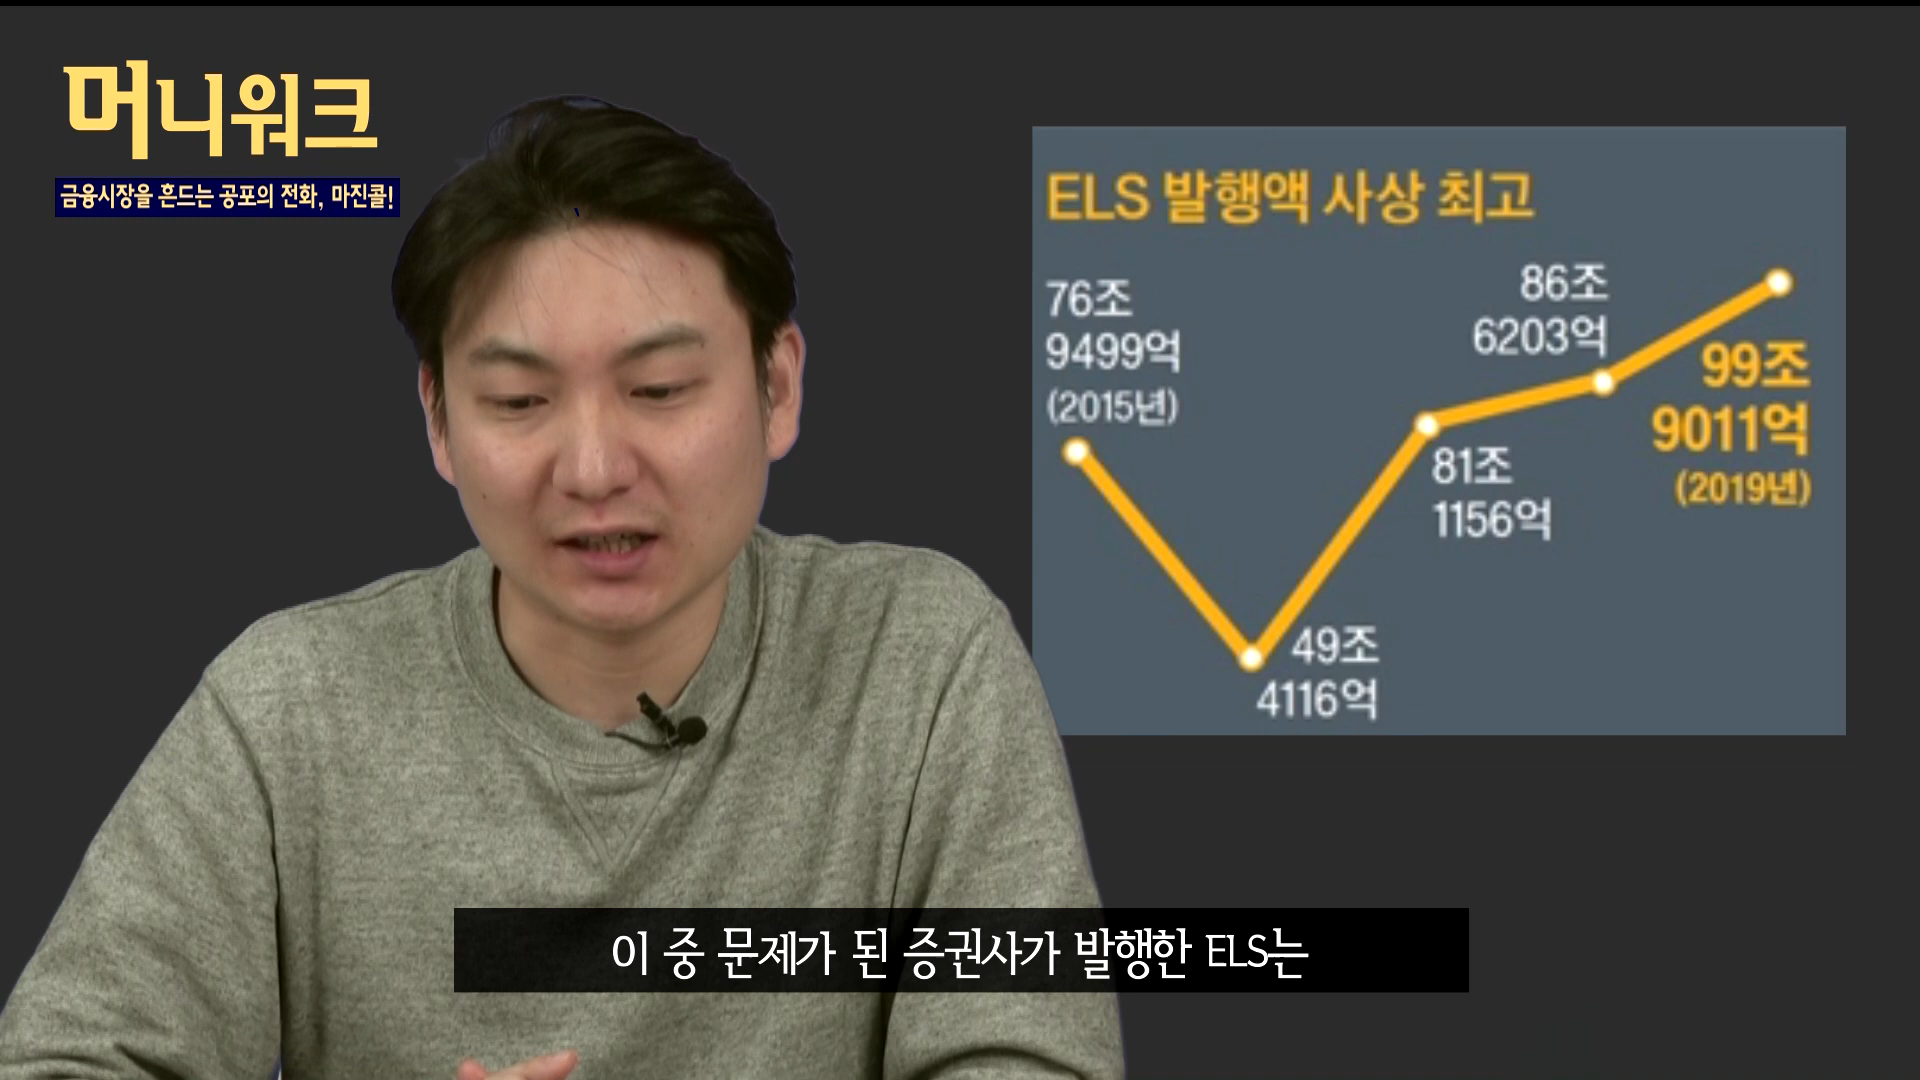 머니워크
금융시장을 흔드는 공포의 전화, 마진콜!
ELS 발행액 사상 최고
76조
9499억
(2015년)
49조
4116억
81조
1156억
86조
6203억
99조
9011억
(2019년)
이 중 문제가 된 증권사가 발행한 ELS는